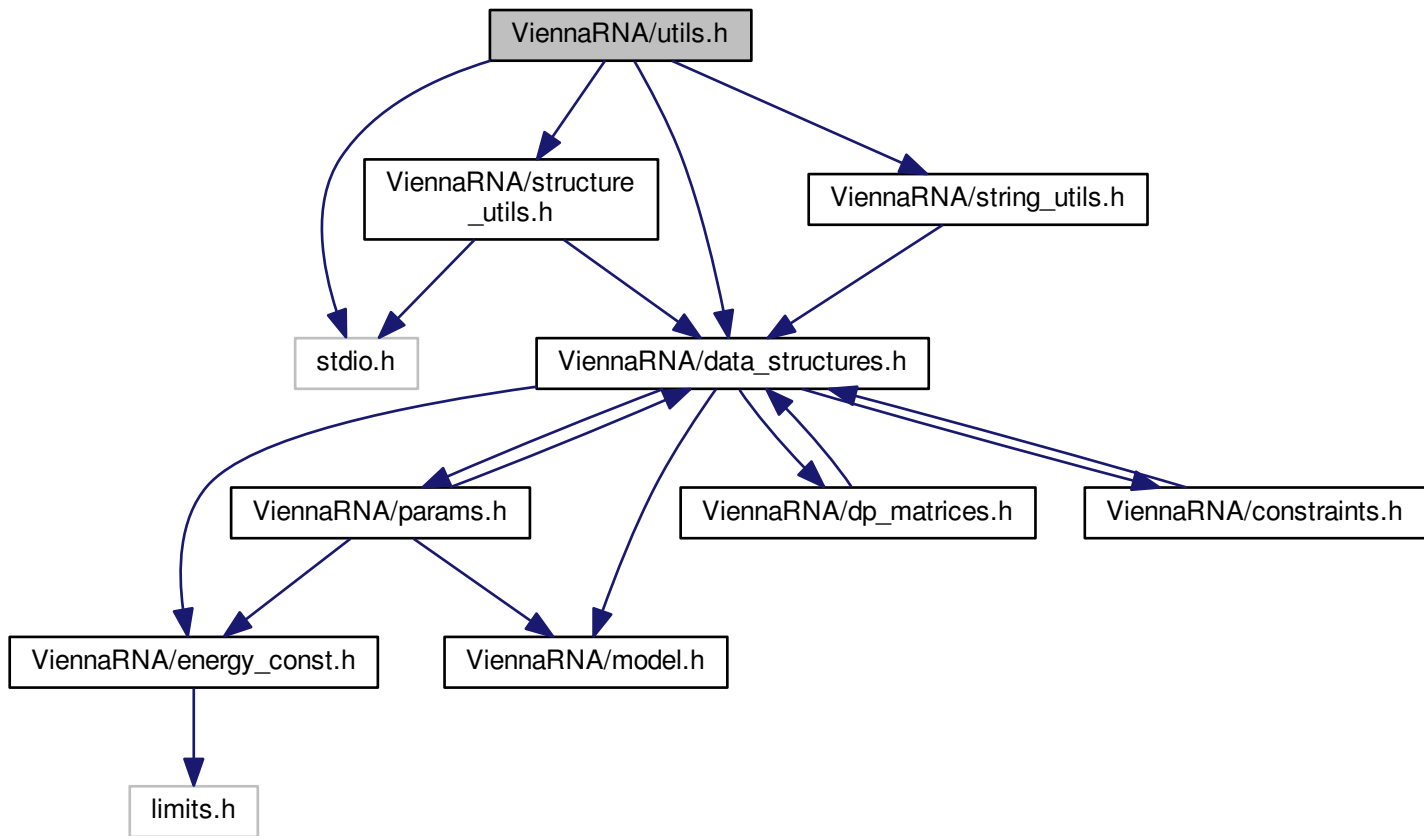 ViennaRNA/utils.h
ViennaRNA/structure
_utils.h
ViennaRNA/string_utils.h
stdio.h
ViennaRNA/data_structures.h
ViennaRNA/params.h
ViennaRNA/dp_matrices.h
ViennaRNA/constraints.h
ViennaRNA/energy_const.h
ViennaRNA/model.h
limits.h